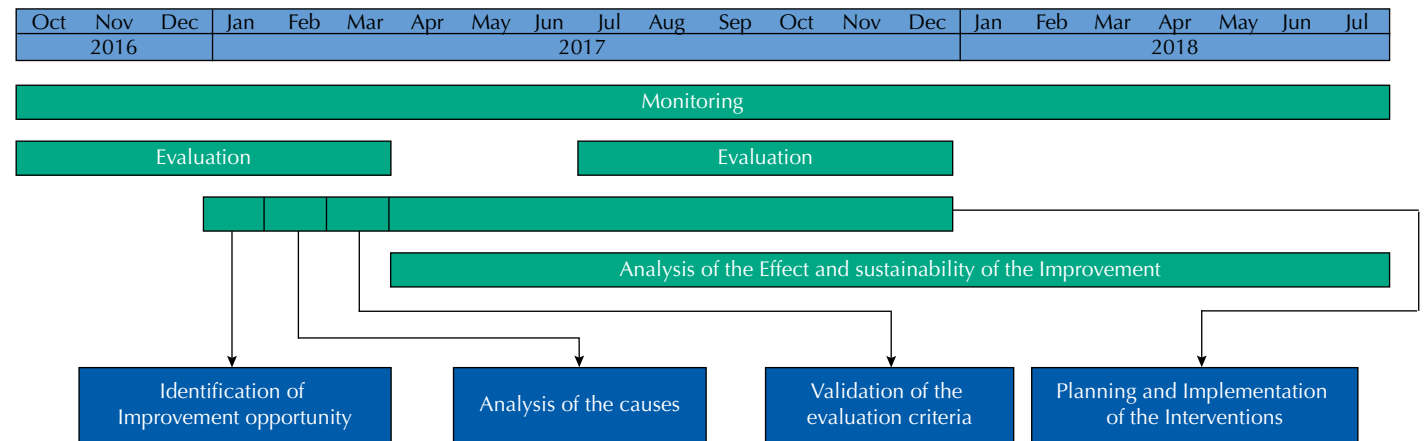 Oct Nov Dec Jan Feb Mar Apr May Jun Jul Aug Sep Oct Nov Dec Jan Feb Mar Apr May Jun Jul
2016 2017 2018
Monitoring
Evaluation Evaluation
Analysis of the Effect and sustainability of the Improvement
Identification of
Improvement opportunity
Analysis of the causes
Validation of the
evaluation criteria
Planning and Implementation
of the Interventions